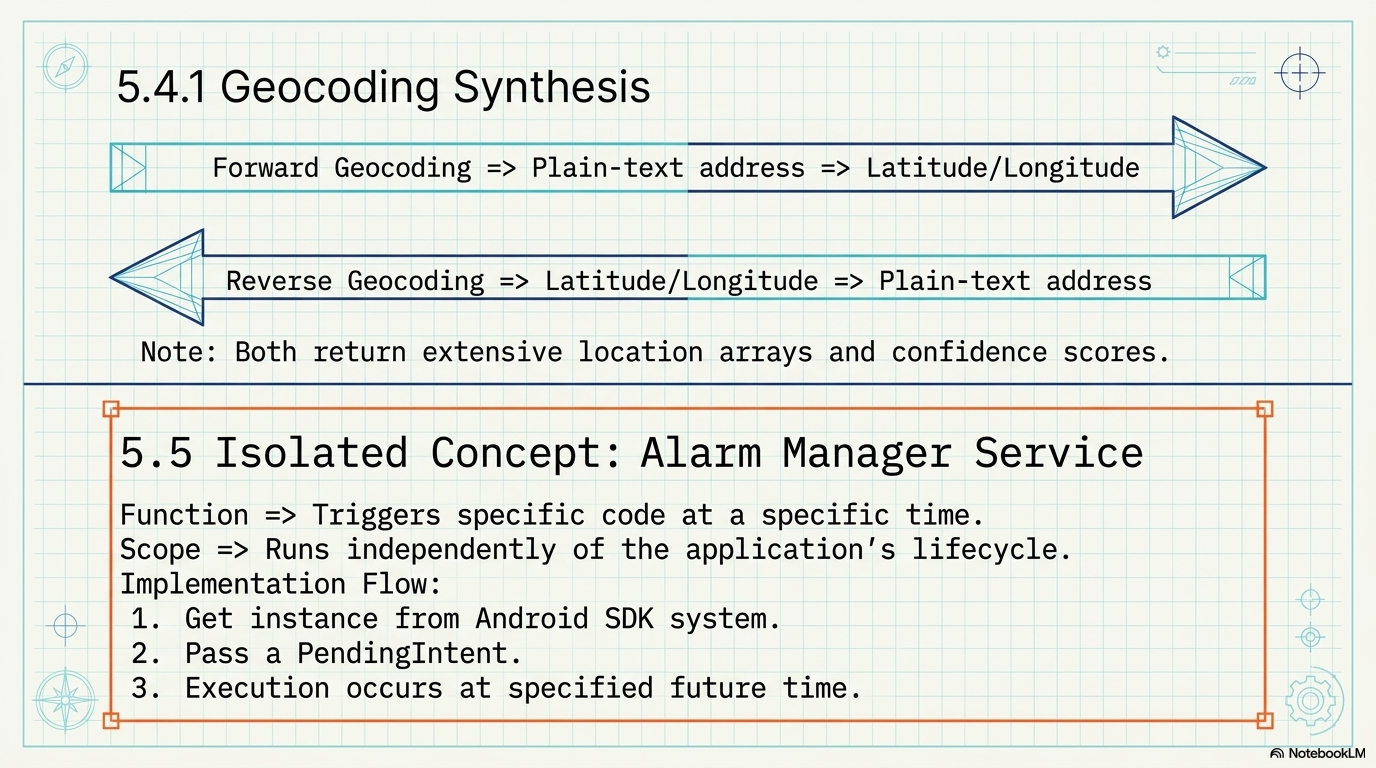 5.4.1 Geocoding Synthesis
Forward Geocoding => Plain-text address => Latitude/Longitude
Reverse Geocoding => Latitude/Longitude => Plain-text address
Note: Both return extensive location arrays and confidence scores.
5.5 Isolated Concept: Alarm Manager Service
Function => Triggers specific code at a specific time.
Scope => Runs independently of the application’s lifecycle.
Implementation Flow:
1. Get instance from Android SDK system.
2. Pass a PendingIntent.
3. Execution occurs at specified future time.
NotebookLM